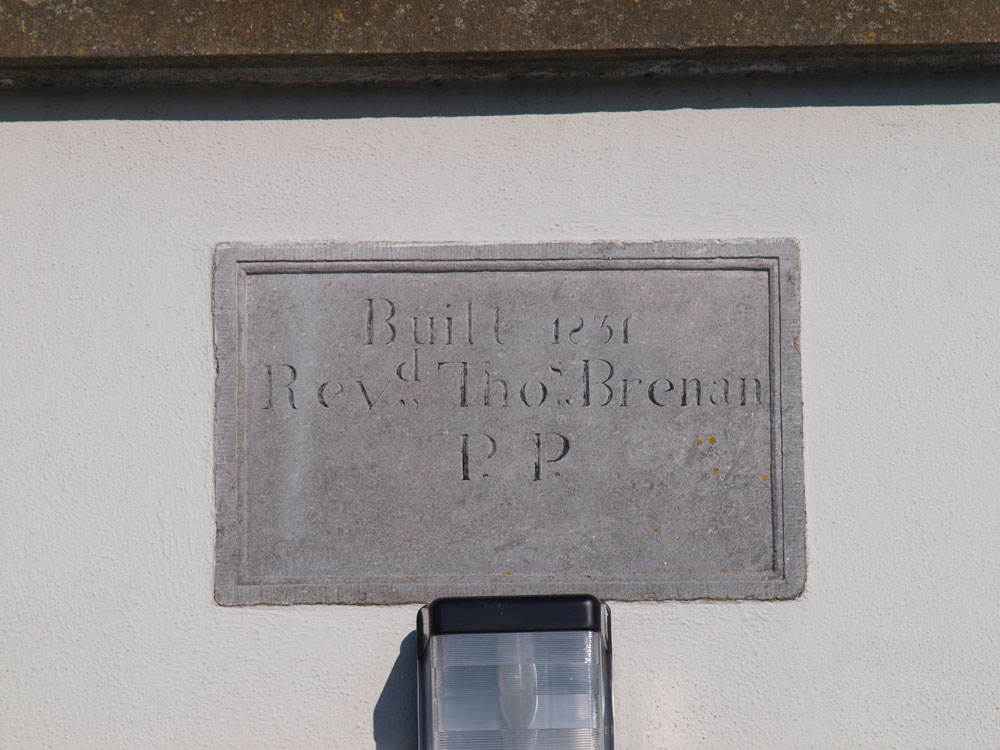 Built 1831
Revd. Thos. Brenan
P. P.